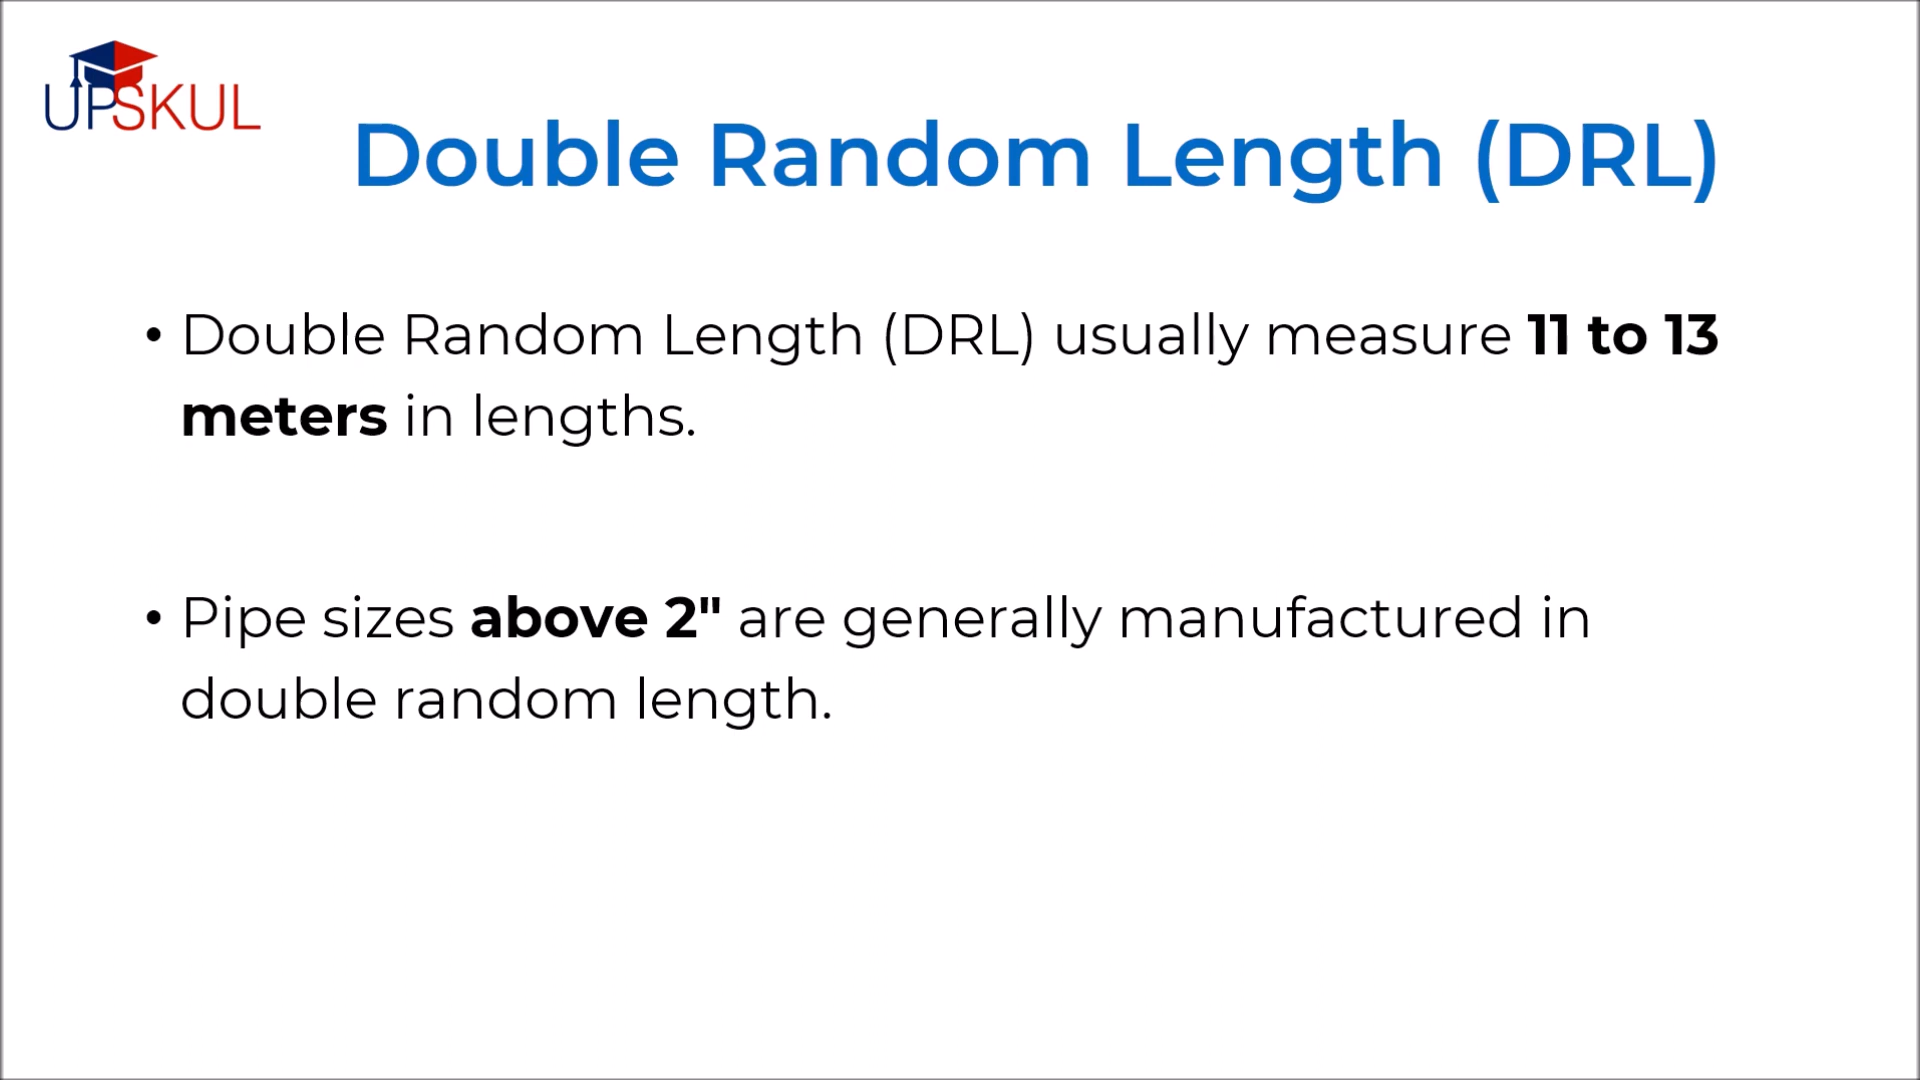 UPSKUL
Double Random Length (DRL)
• Double Random Length (DRL) usually measure 11 to 13
meters in lengths.
• Pipe sizes above 2" are generally manufactured in
double random length.